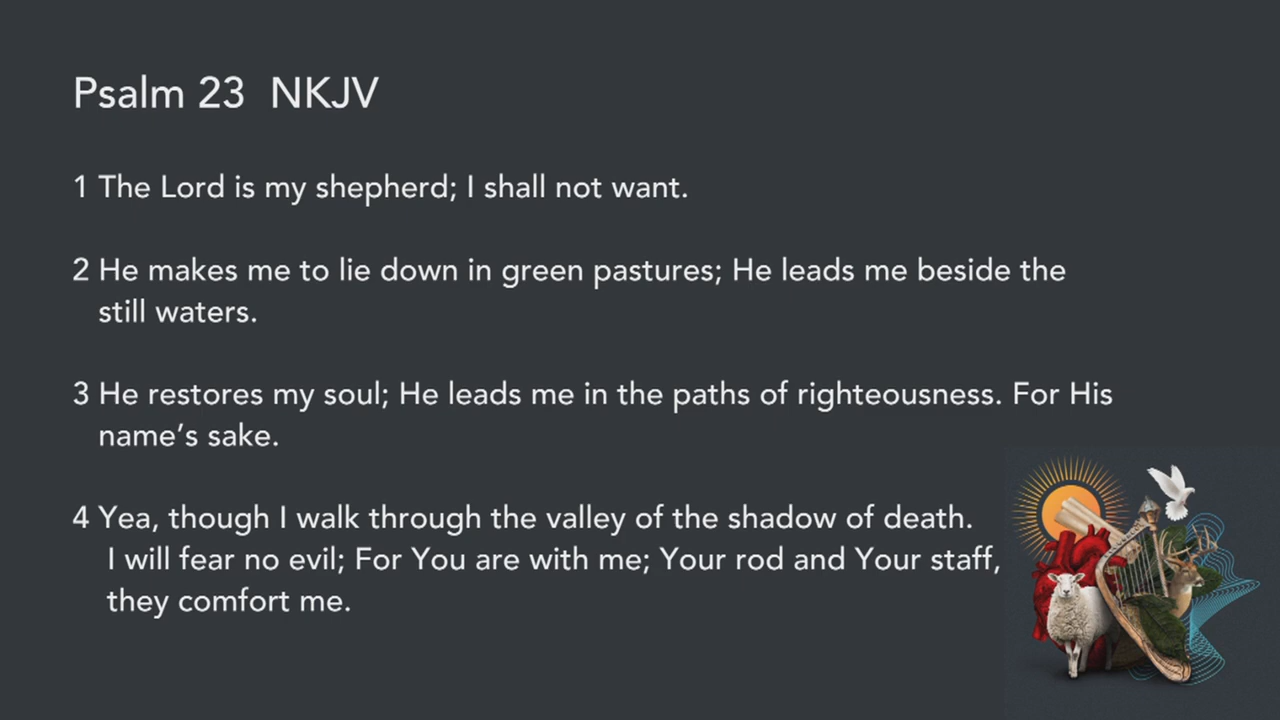 Psalm 23 NKJV
1 The Lord is my shepherd; I shall not want.
2 He makes me to lie down in green pastures; He leads me beside the
still waters.
3 He restores my soul; He leads me in the paths of righteousness. For His
name’s sake.
4 Yea, though I walk through the valley of the shadow of death.
I will fear no evil; For You are with me; Your rod and Your staff,
they comfort me.